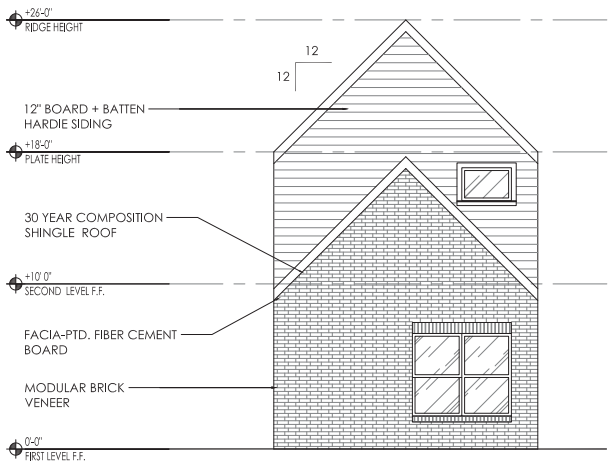 +26'-0"
RIDGE HEIGHT
12
12
12" BOARD + BATTEN
HARDIE SIDING
+18'-0"
PLATE HEIGHT
30 YEAR COMPOSITION
SHINGLE ROOF
+10' 0"
SECOND LEVEL F.F.
FACIA-PTD. FIBER CEMENT
BOARD
MODULAR BRICK
VENEER
0'-0"
FIRST LEVEL F.F.